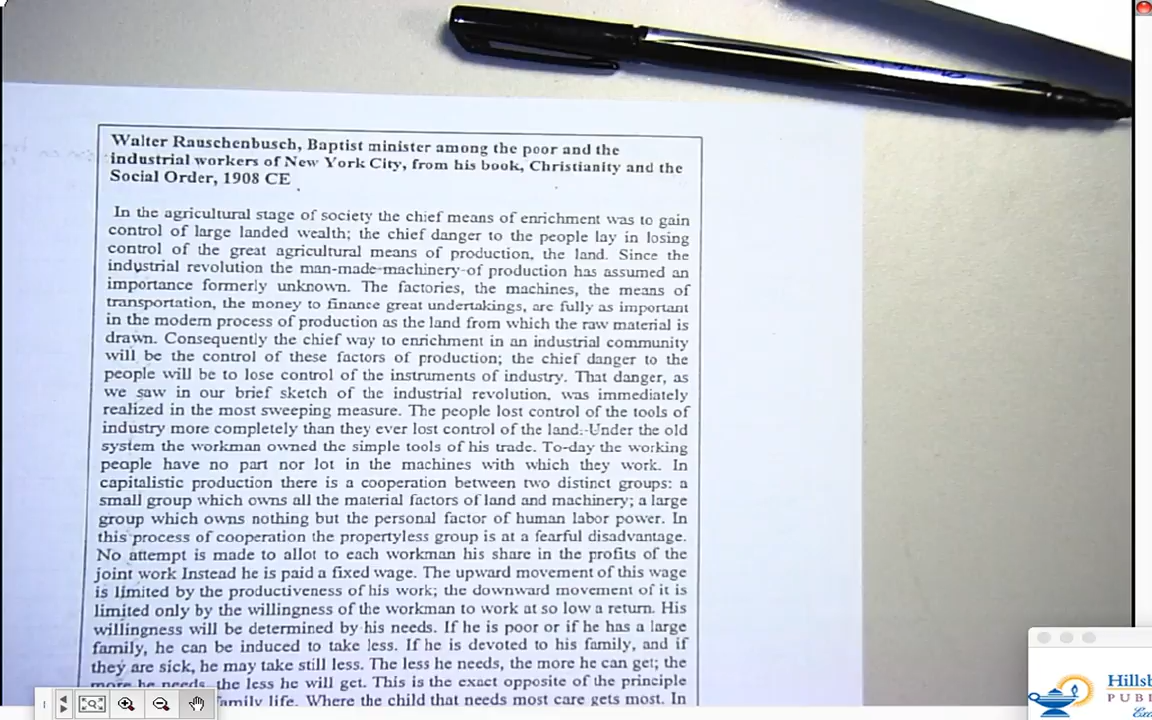 Walter Rauschenbusch, Baptist minister among the poor and the
industrial workers of New York City, from his book, Christianity and the
Social Order, 1908 CE
In the agricultural stage of society the chief means of enrichment was to gain
control of large landed wealth; the chief danger to the people lay in losing
control of the great agricultural means of production, the land. Since the
industrial revolution the man-made-machinery-of production has assumed an
importance formerly unknown. The factories, the machines, the means of
transportation, the money to finance great undertakings, are fully as important
in the modern process of production as the land from which the raw material is
drawn. Consequently the chief way to enrichment in an industrial community
will be the control of these factors of production; the chief danger to the
people will be to lose control of the instruments of industry. That danger, as
we saw in our brief sketch of the industrial revolution, was immediately
realized in the most sweeping measure. The people lost control of the tools of
industry more completely than they ever lost control of the land. Under the old
system the workman owned the simple tools of his trade. To-day the working
people have no part nor lot in the machines with which they work. In
capitalistic production there is a cooperation between two distinct groups: a
small group which owns all the material factors of land and machinery; a large
group which owns nothing but the personal factor of human labor power. In
this process of cooperation the propertyless group is at a fearful disadvantage.
No attempt is made to allot to each workman his share in the profits of the
joint work Instead he is paid a fixed wage. The upward movement of this wage
is limited by the productiveness of his work; the downward movement of it is
limited only by the willingness of the workman to work at so low a return. His
willingness will be determined by his needs. If he is poor or if he has a large
family, he can be induced to take less. If he is devoted to his family, and if
they are sick, he may take still less. The less he needs, the more he can get; the
more he needs, the less he will get. This is the exact opposite of the principle
family life. Where the child that needs most care gets most. In
Hills
PUB